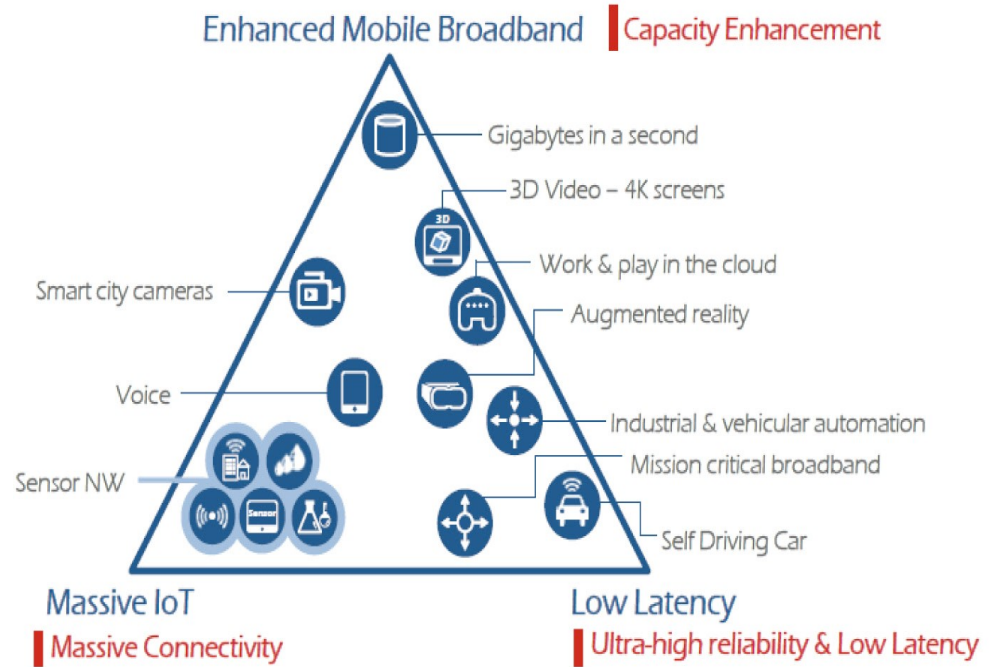 Enhanced Mobile Broadband
Capacity Enhancement
Gigabytes in a second
3D Video – 4K screens
3D
Work & play in the cloud
Smart city cameras
Augmented reality
Voice
Industrial & vehicular automation
Mission critical broadband
Sensor NW
Sensor
Self Driving Car
Massive IoT
Low Latency
Massive Connectivity
Ultra-high reliability & Low Latency